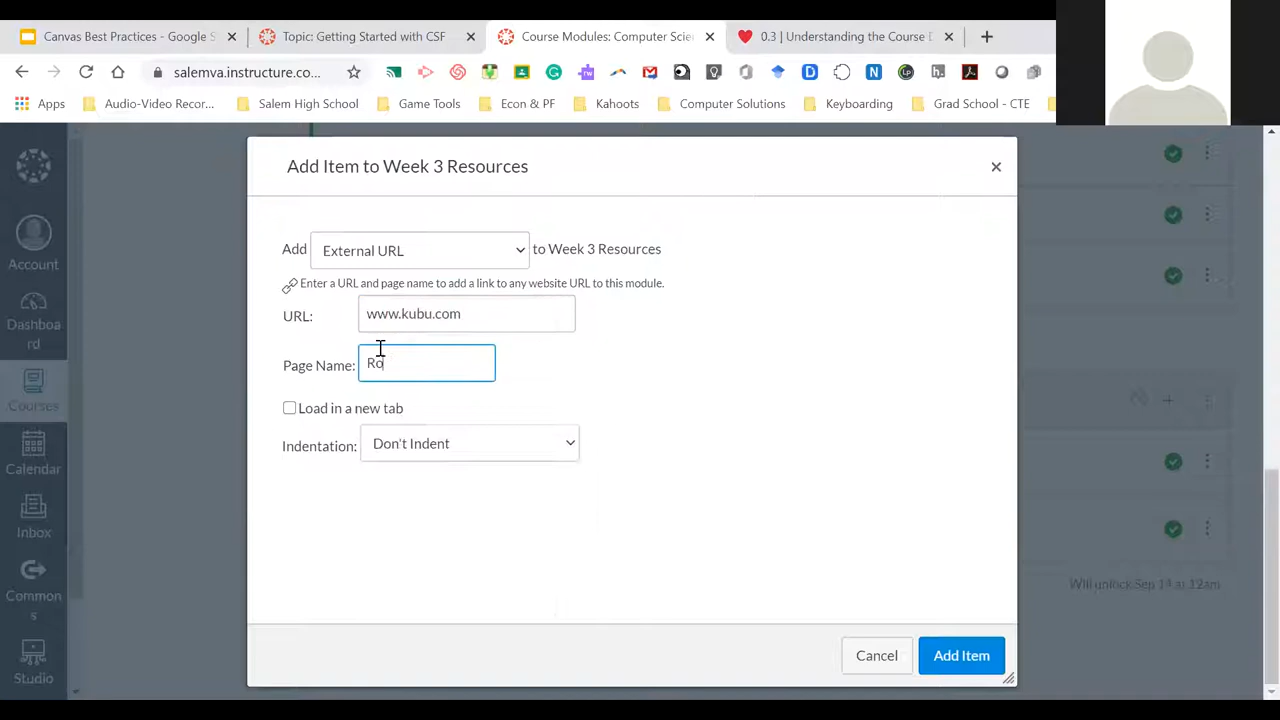 Canvas Best Practices - Google S
Topic: Getting Started with CSF
Course Modules: Computer Scie
0.3 | Understanding the Course D
salemva.instructure.co...
Apps
Audio-Video Recor...
Salem High School
Game Tools
Econ & PF
Kahoots
Computer Solutions
Keyboarding
Grad School - CTE
Add Item to Week 3 Resources
Add External URL to Week 3 Resources
Enter a URL and page name to add a link to any website URL to this module.
URL: www.kubu.com
Page Name: Ro
Load in a new tab
Indentation: Don't Indent
Cancel
Add Item
Account
Dashboa
rd
Courses
Calendar
Inbox
Common
s
Studio
Will unlock Sep 14 at 12am